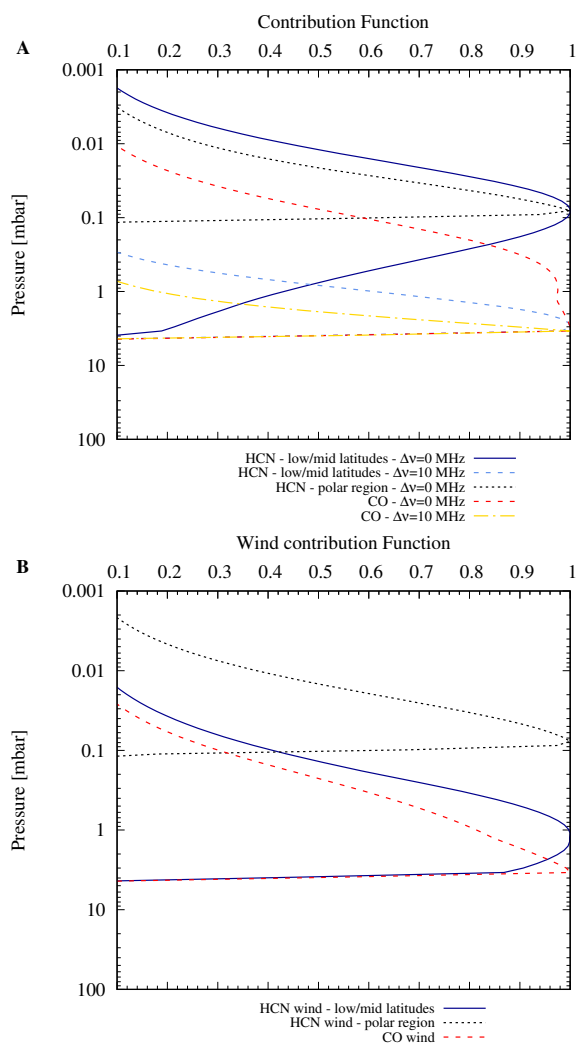 Contribution Function
A
0.1 0.2 0.3 0.4 0.5 0.6 0.7 0.8 0.9 1
0.001
0.01
0.1
1
10
100
Pressure [mbar]
HCN - low/mid latitudes - Δν=0 MHz
HCN - low/mid latitudes - Δν=10 MHz
HCN - polar region - Δν=0 MHz
CO - Δν=0 MHz
CO - Δν=10 MHz
Wind contribution Function
B
0.1 0.2 0.3 0.4 0.5 0.6 0.7 0.8 0.9 1
0.001
0.01
0.1
1
10
100
Pressure [mbar]
HCN wind - low/mid latitudes
HCN wind - polar region
CO wind